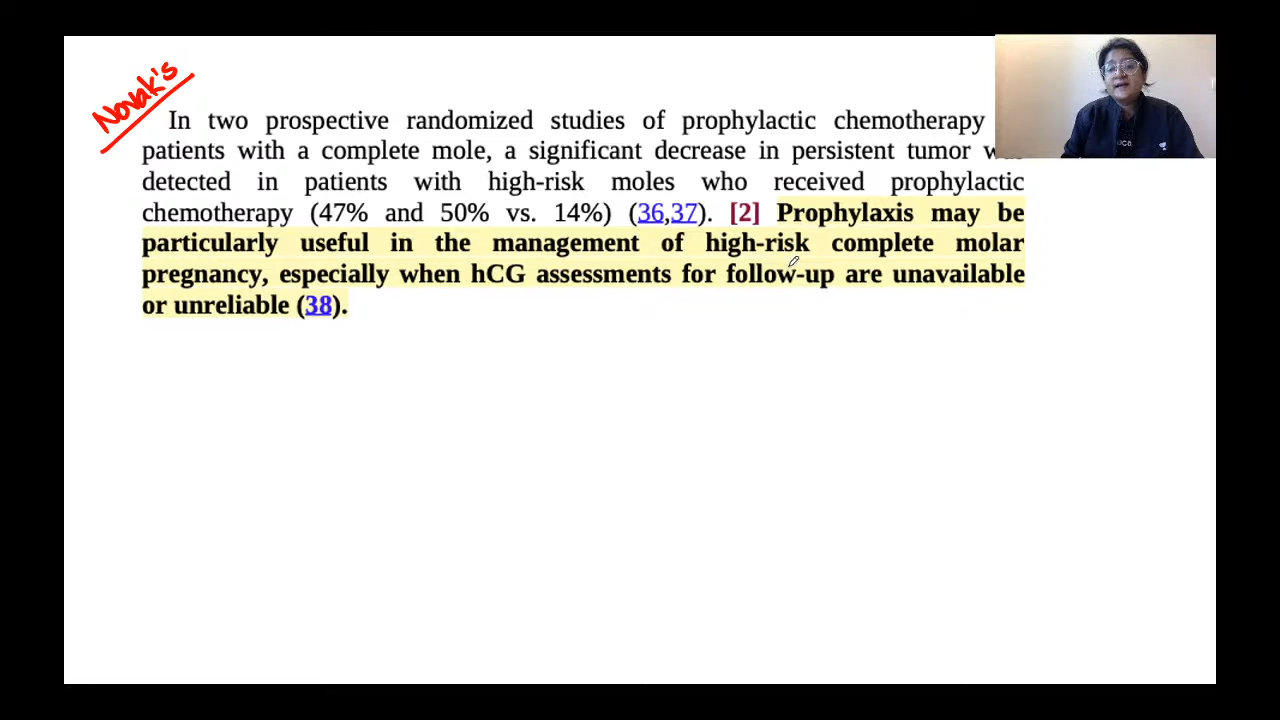 Novak's
In two prospective randomized studies of prophylactic chemotherapy
patients with a complete mole, a significant decrease in persistent tumor
detected in patients with high-risk moles who received prophylactic
chemotherapy (47% and 50% vs. 14%) (36,37). [2] Prophylaxis may be
particularly useful in the management of high-risk complete molar
pregnancy, especially when hCG assessments for follow-up are unavailable
or unreliable (38).